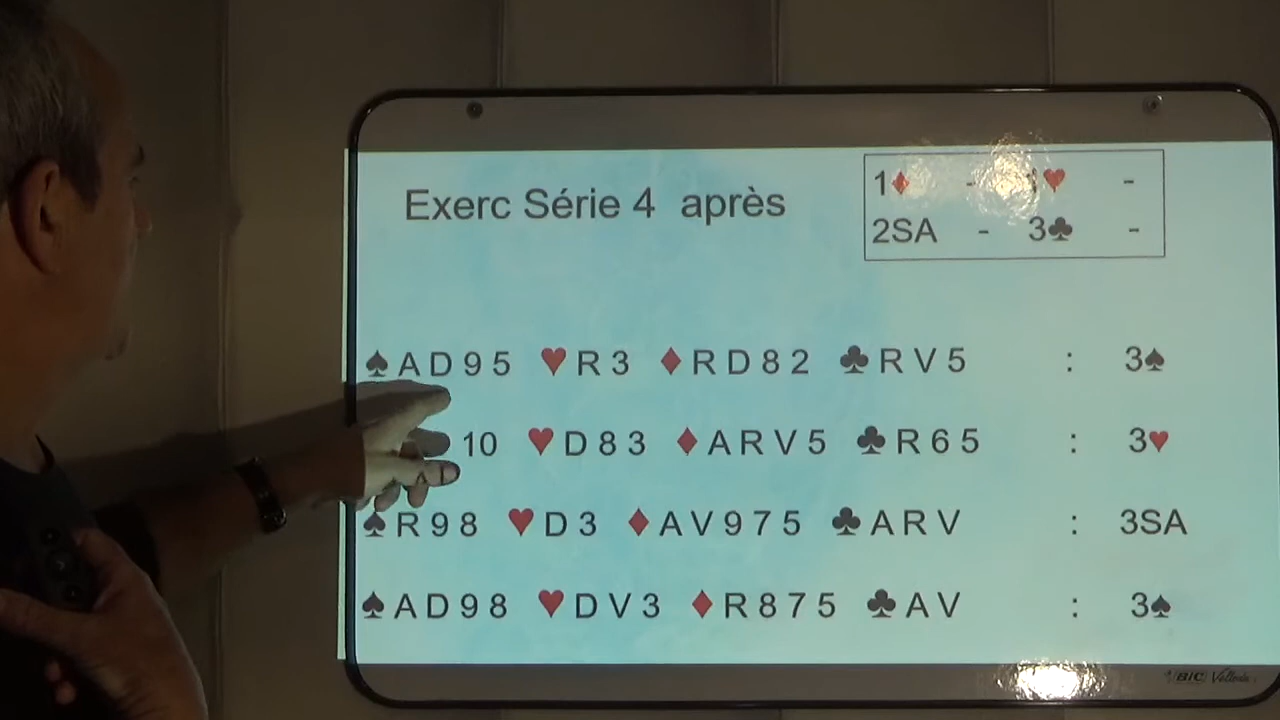 Exerc Série 4 après
1♦ - ♥ -
2SA - 3♣ -
♠ A D 9 5 ♥ R 3 ♦ R D 8 2 ♣ R V 5 : 3♠
10 ♥ D 8 3 ♦ A R V 5 ♣ R 6 5 : 3♥
♠ R 9 8 ♥ D 3 ♦ A V 9 7 5 ♣ A R V : 3SA
♠ A D 9 8 ♥ D V 3 ♦ R 8 7 5 ♣ A V : 3♠
BIC Velleda